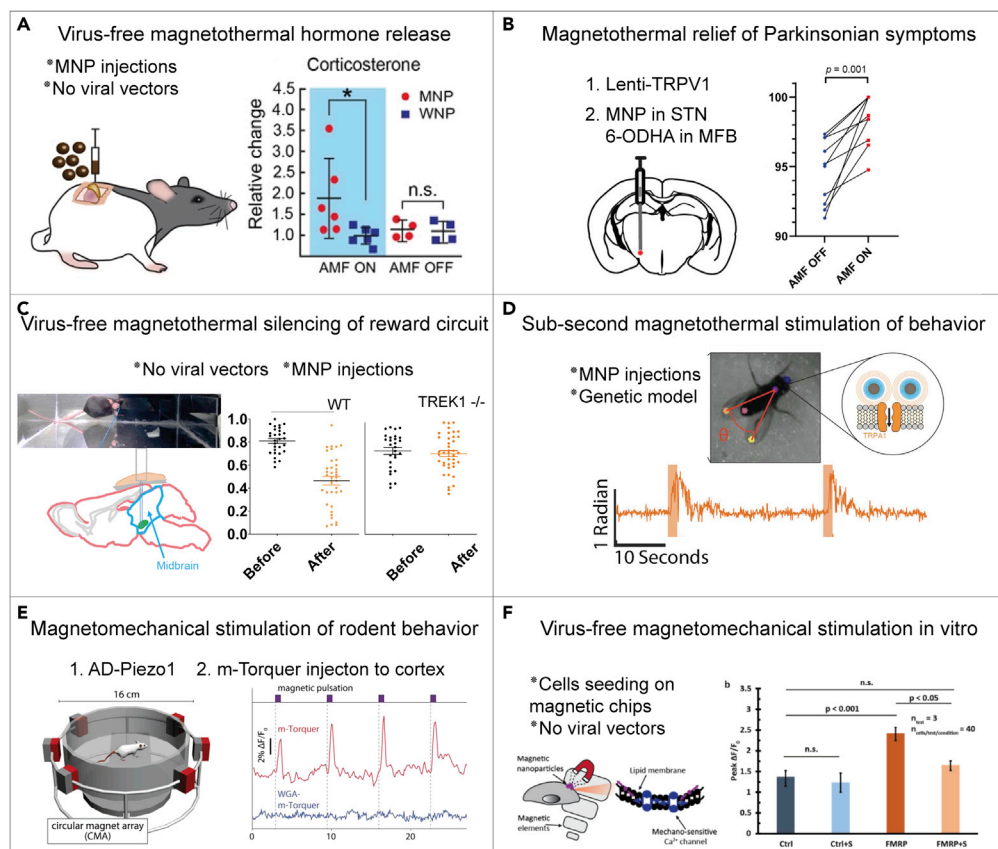 A
Virus-free magnetothermal hormone release
*MNP injections
*No viral vectors
Corticosterone
Relative change
4.5
4.0
3.5
3.0
2.5
2.0
1.5
1.0
*
MNP
WNP
n.s.
AMF ON
AMF OFF
B
Magnetothermal relief of Parkinsonian symptoms
1. Lenti-TRPV1
2. MNP in STN
6-ODHA in MFB
p = 0.001
100
95
90
AMF OFF
AMF ON
C
Virus-free magnetothermal silencing of reward circuit
*No viral vectors *MNP injections
Midbrain
WT
TREK1 -/-
1.0
0.8
0.6
0.4
0.2
0.0
Before
After
Before
After
D
Sub-second magnetothermal stimulation of behavior
*MNP injections
*Genetic model
θ
TRPA1
1 Radian
10 Seconds
E
Magnetomechanical stimulation of rodent behavior
1. AD-Piezo1 2. m-Torquer injecton to cortex
16 cm
circular magnet array
(CMA)
magnetic pulsation
m-Torquer
2% ΔF/F₀
WGA-
m-Torquer
0
10
20
F
Virus-free magnetomechanical stimulation in vitro
*Cells seeding on
magnetic chips
*No viral vectors
Magnetic
nanoparticles
Lipid membrane
Magnetic
elements
Mechano-sensitive
Ca²⁺ channel
b
n.s.
p < 0.05
p < 0.001
n.s.
n test = 3
n cells/test/condition = 40
Peak ΔF/F₀
3.5
3
2.5
2
1.5
1
0.5
0
Ctrl
Ctrl+S
FMRP
FMRP+S